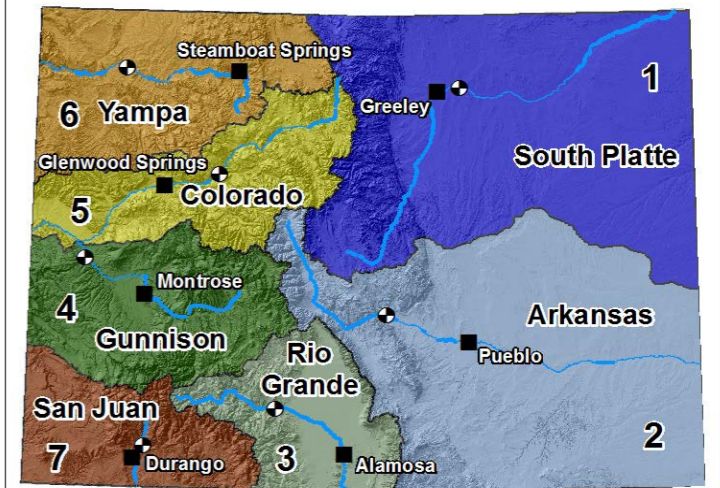 Steamboat Springs
1
6 Yampa
Greeley
South Platte
Glenwood Springs
5
Colorado
4
Montrose
Gunnison
Arkansas
Rio
Grande
Pueblo
San Juan
7
Durango
3
Alamosa
2